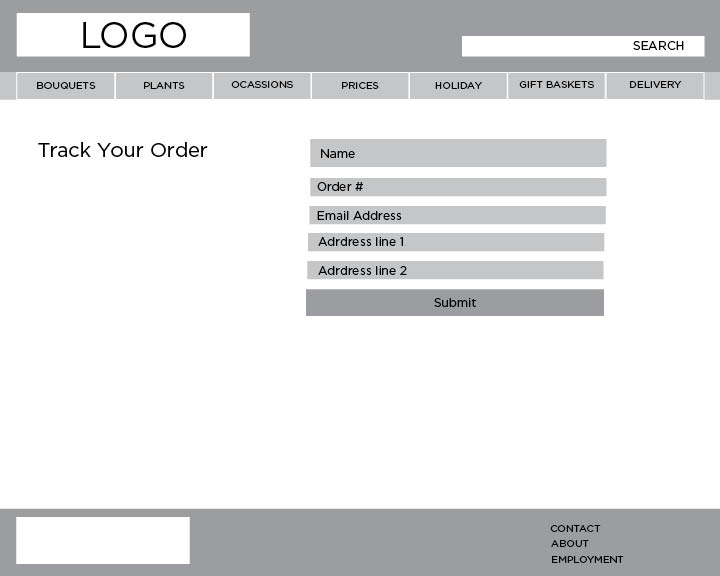 LOGO
SEARCH
BOUQUETS PLANTS OCASSIONS PRICES HOLIDAY GIFT BASKETS DELIVERY
Track Your Order
Name
Order #
Email Address
Adrdress line 1
Adrdress line 2
Submit
CONTACT
ABOUT
EMPLOYMENT